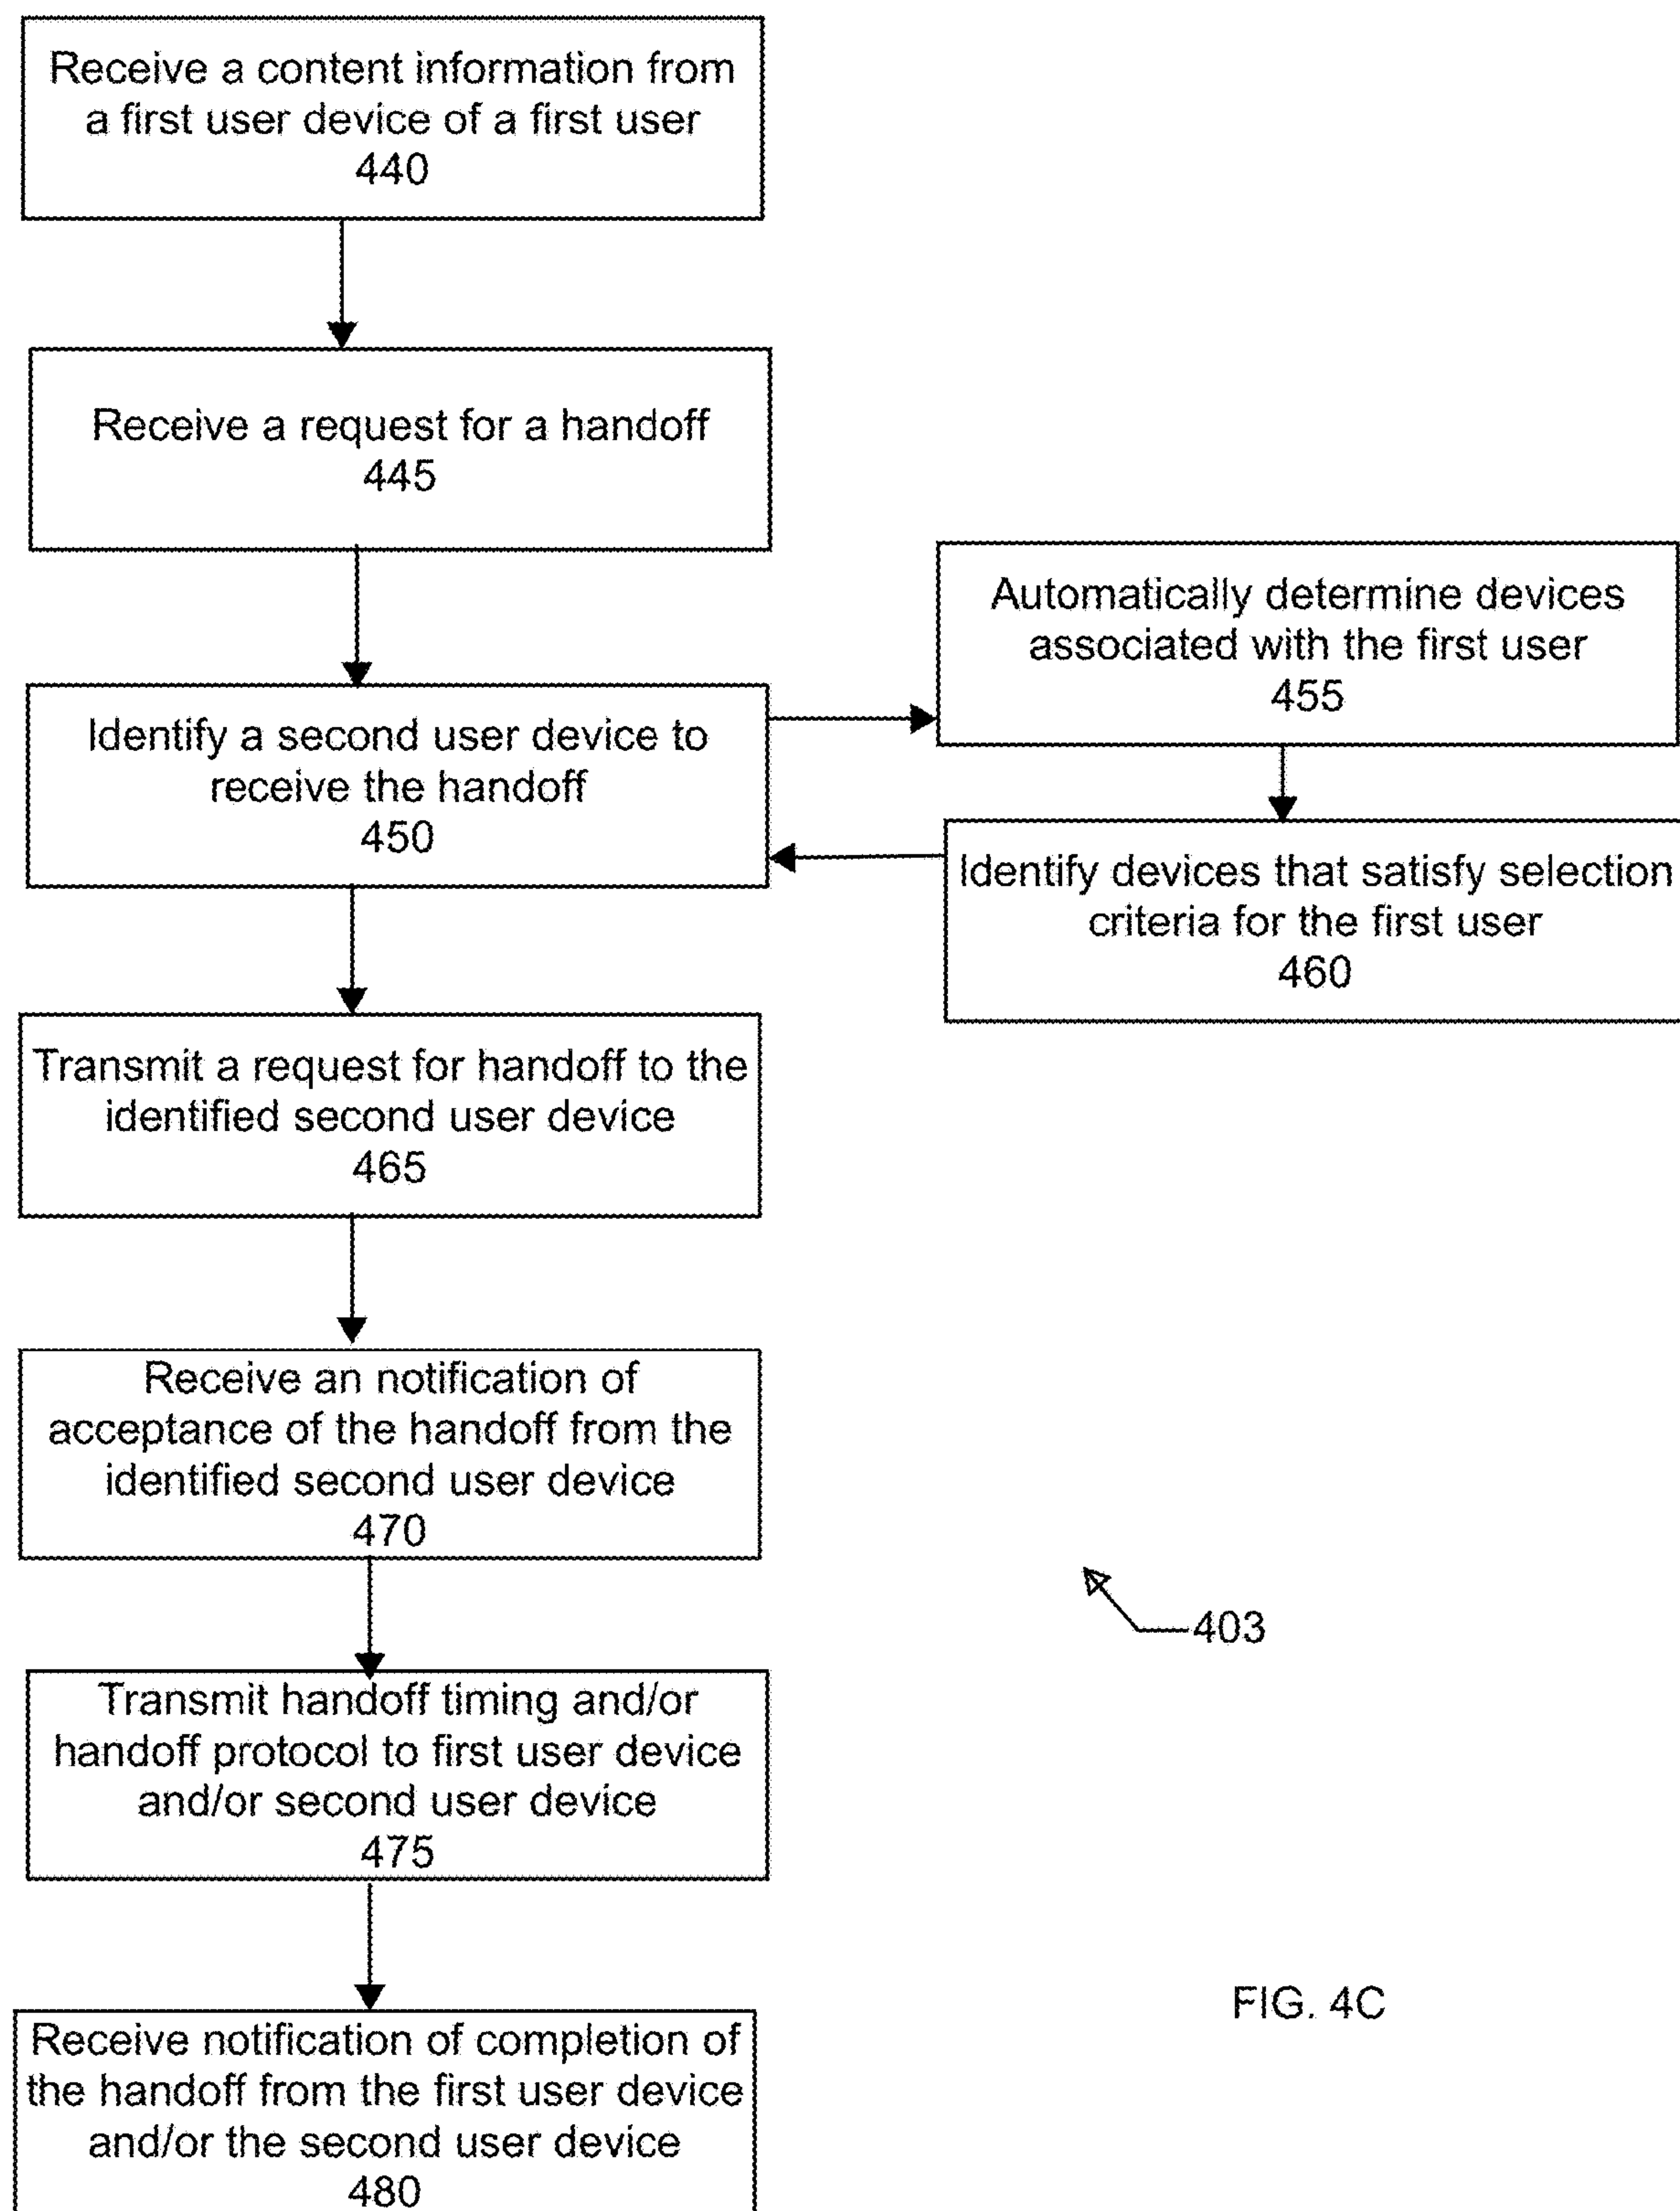 Receive a content information from
a first user device of a first user
440
Receive a request for a handoff
445
Identify a second user device to
receive the handoff
450
Automatically determine devices
associated with the first user
455
Identify devices that satisfy selection
criteria for the first user
460
Transmit a request for handoff to the
identified second user device
465
Receive an notification of
acceptance of the handoff from the
identified second user device
470
Transmit handoff timing and/or
handoff protocol to first user device
and/or second user device
475
Receive notification of completion of
the handoff from the first user device
and/or the second user device
480
403
FIG. 4C